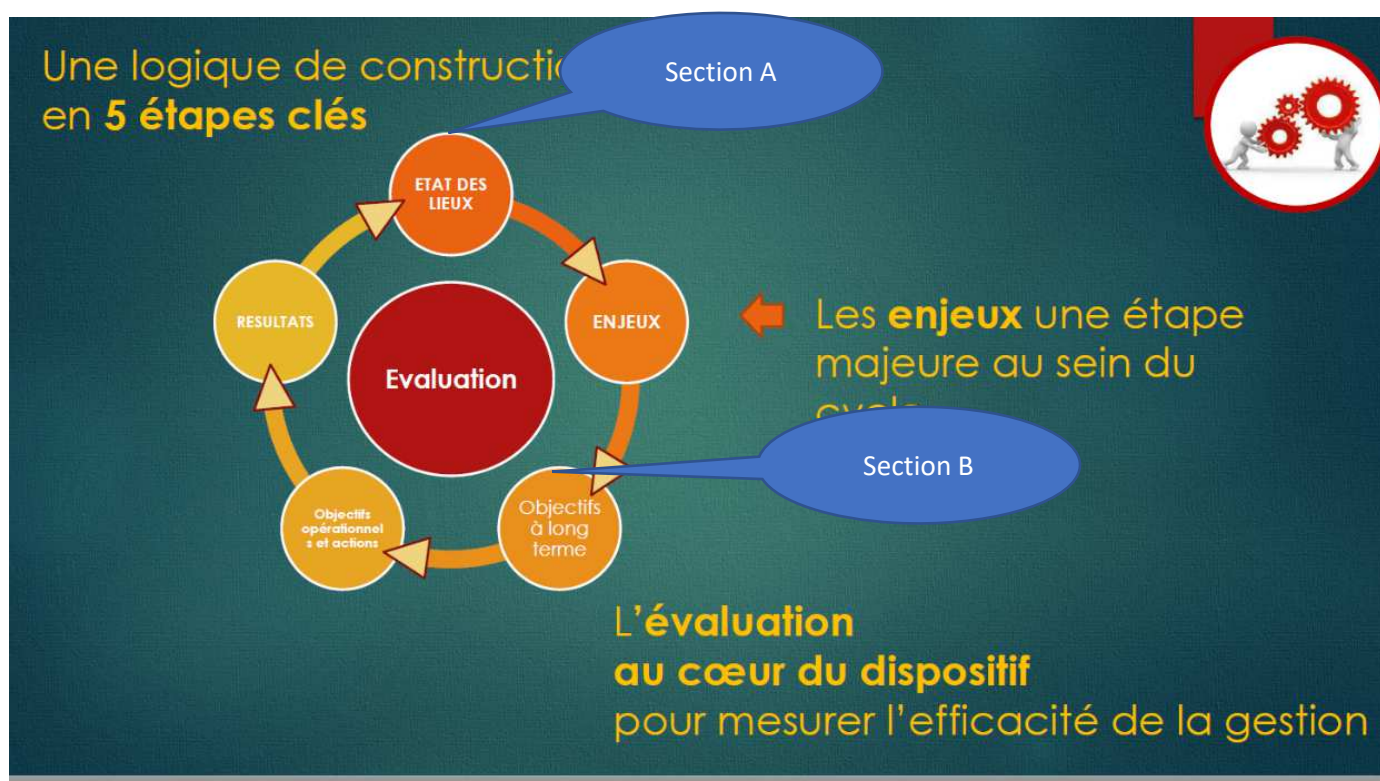 Une logique de constructi
en 5 étapes clés
Section A
ETAT DES
LIEUX
RESULTATS
ENJEUX
Evaluation
Les enjeux une étape
majeure au sein du
Section B
Objectifs
opérationnel
s et actions
Objectifs
à long
terme
L'évaluation
au cœur du dispositif
pour mesurer l'efficacité de la gestion